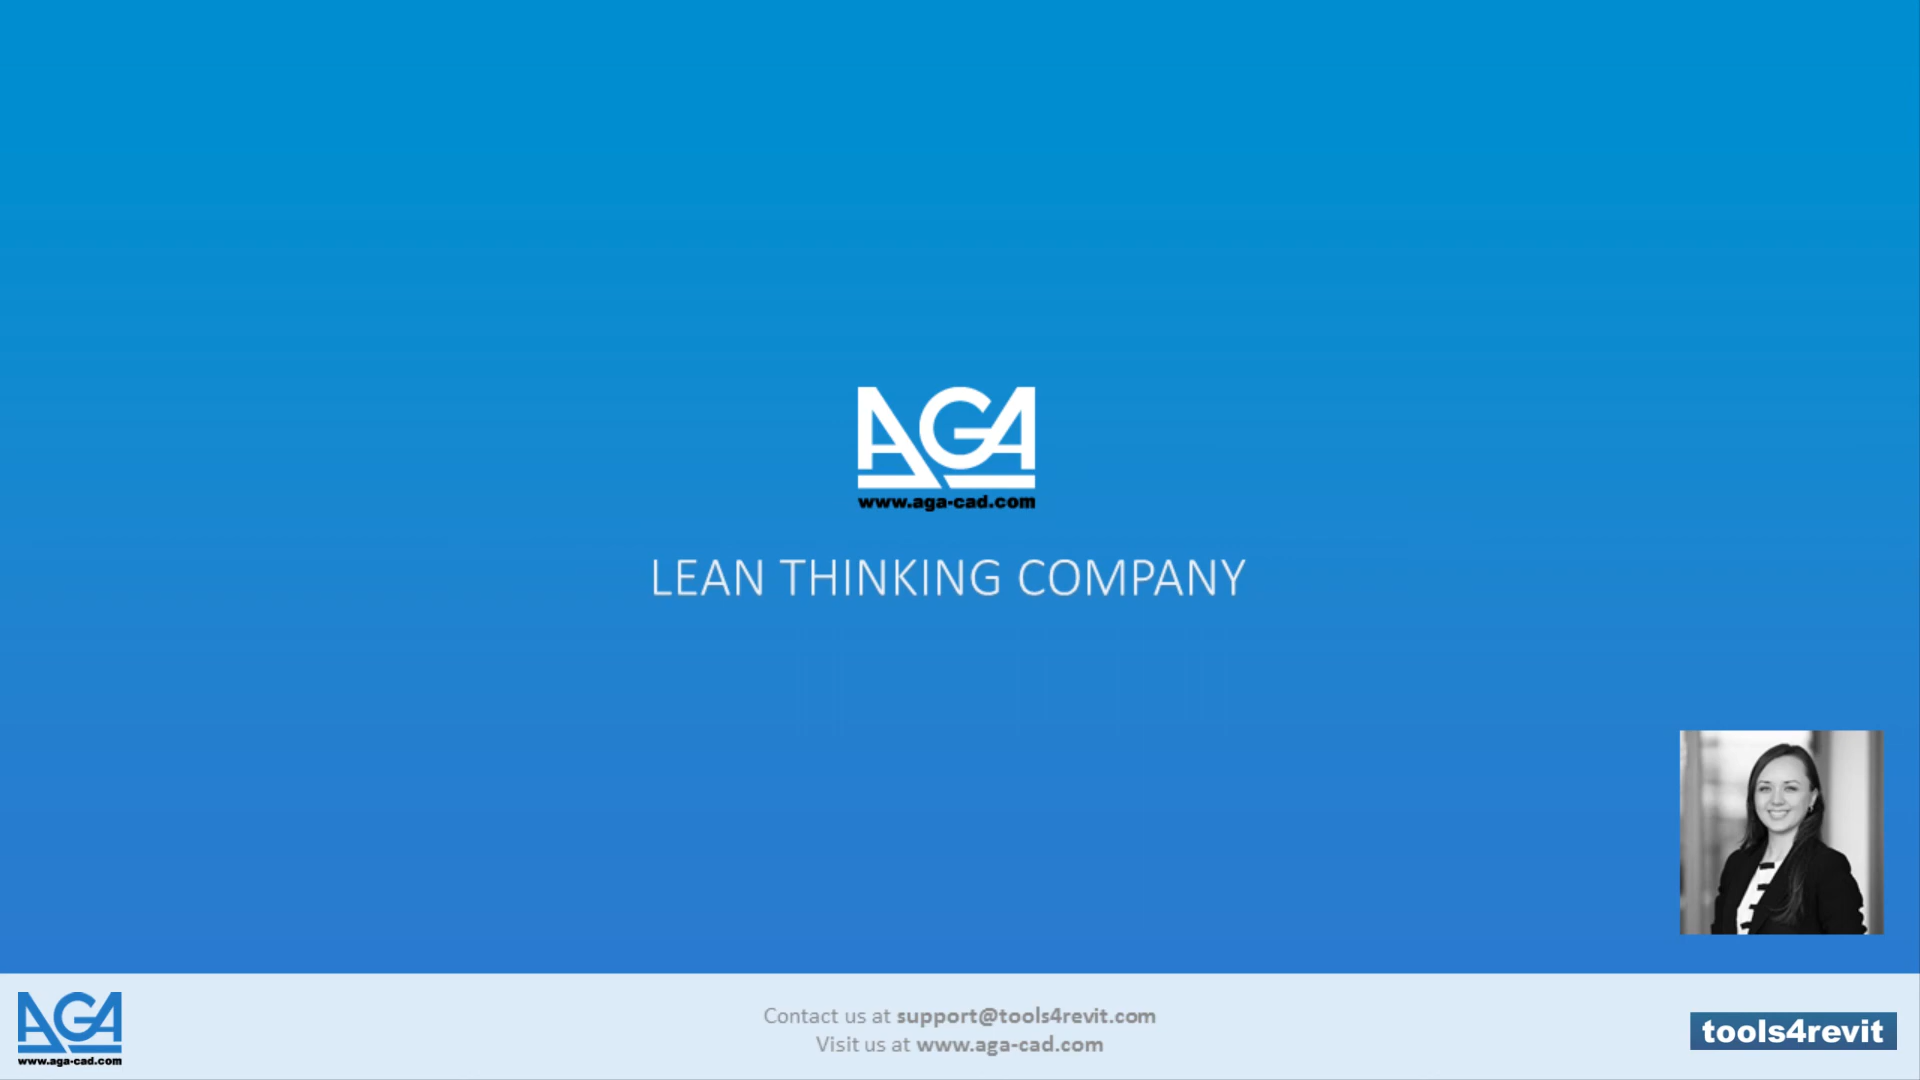 AGA
www.aga-cad.com
LEAN THINKING COMPANY
AGA
www.aga-cad.com
Contact us at support@tools4revit.com
Visit us at www.aga-cad.com
tools4revit